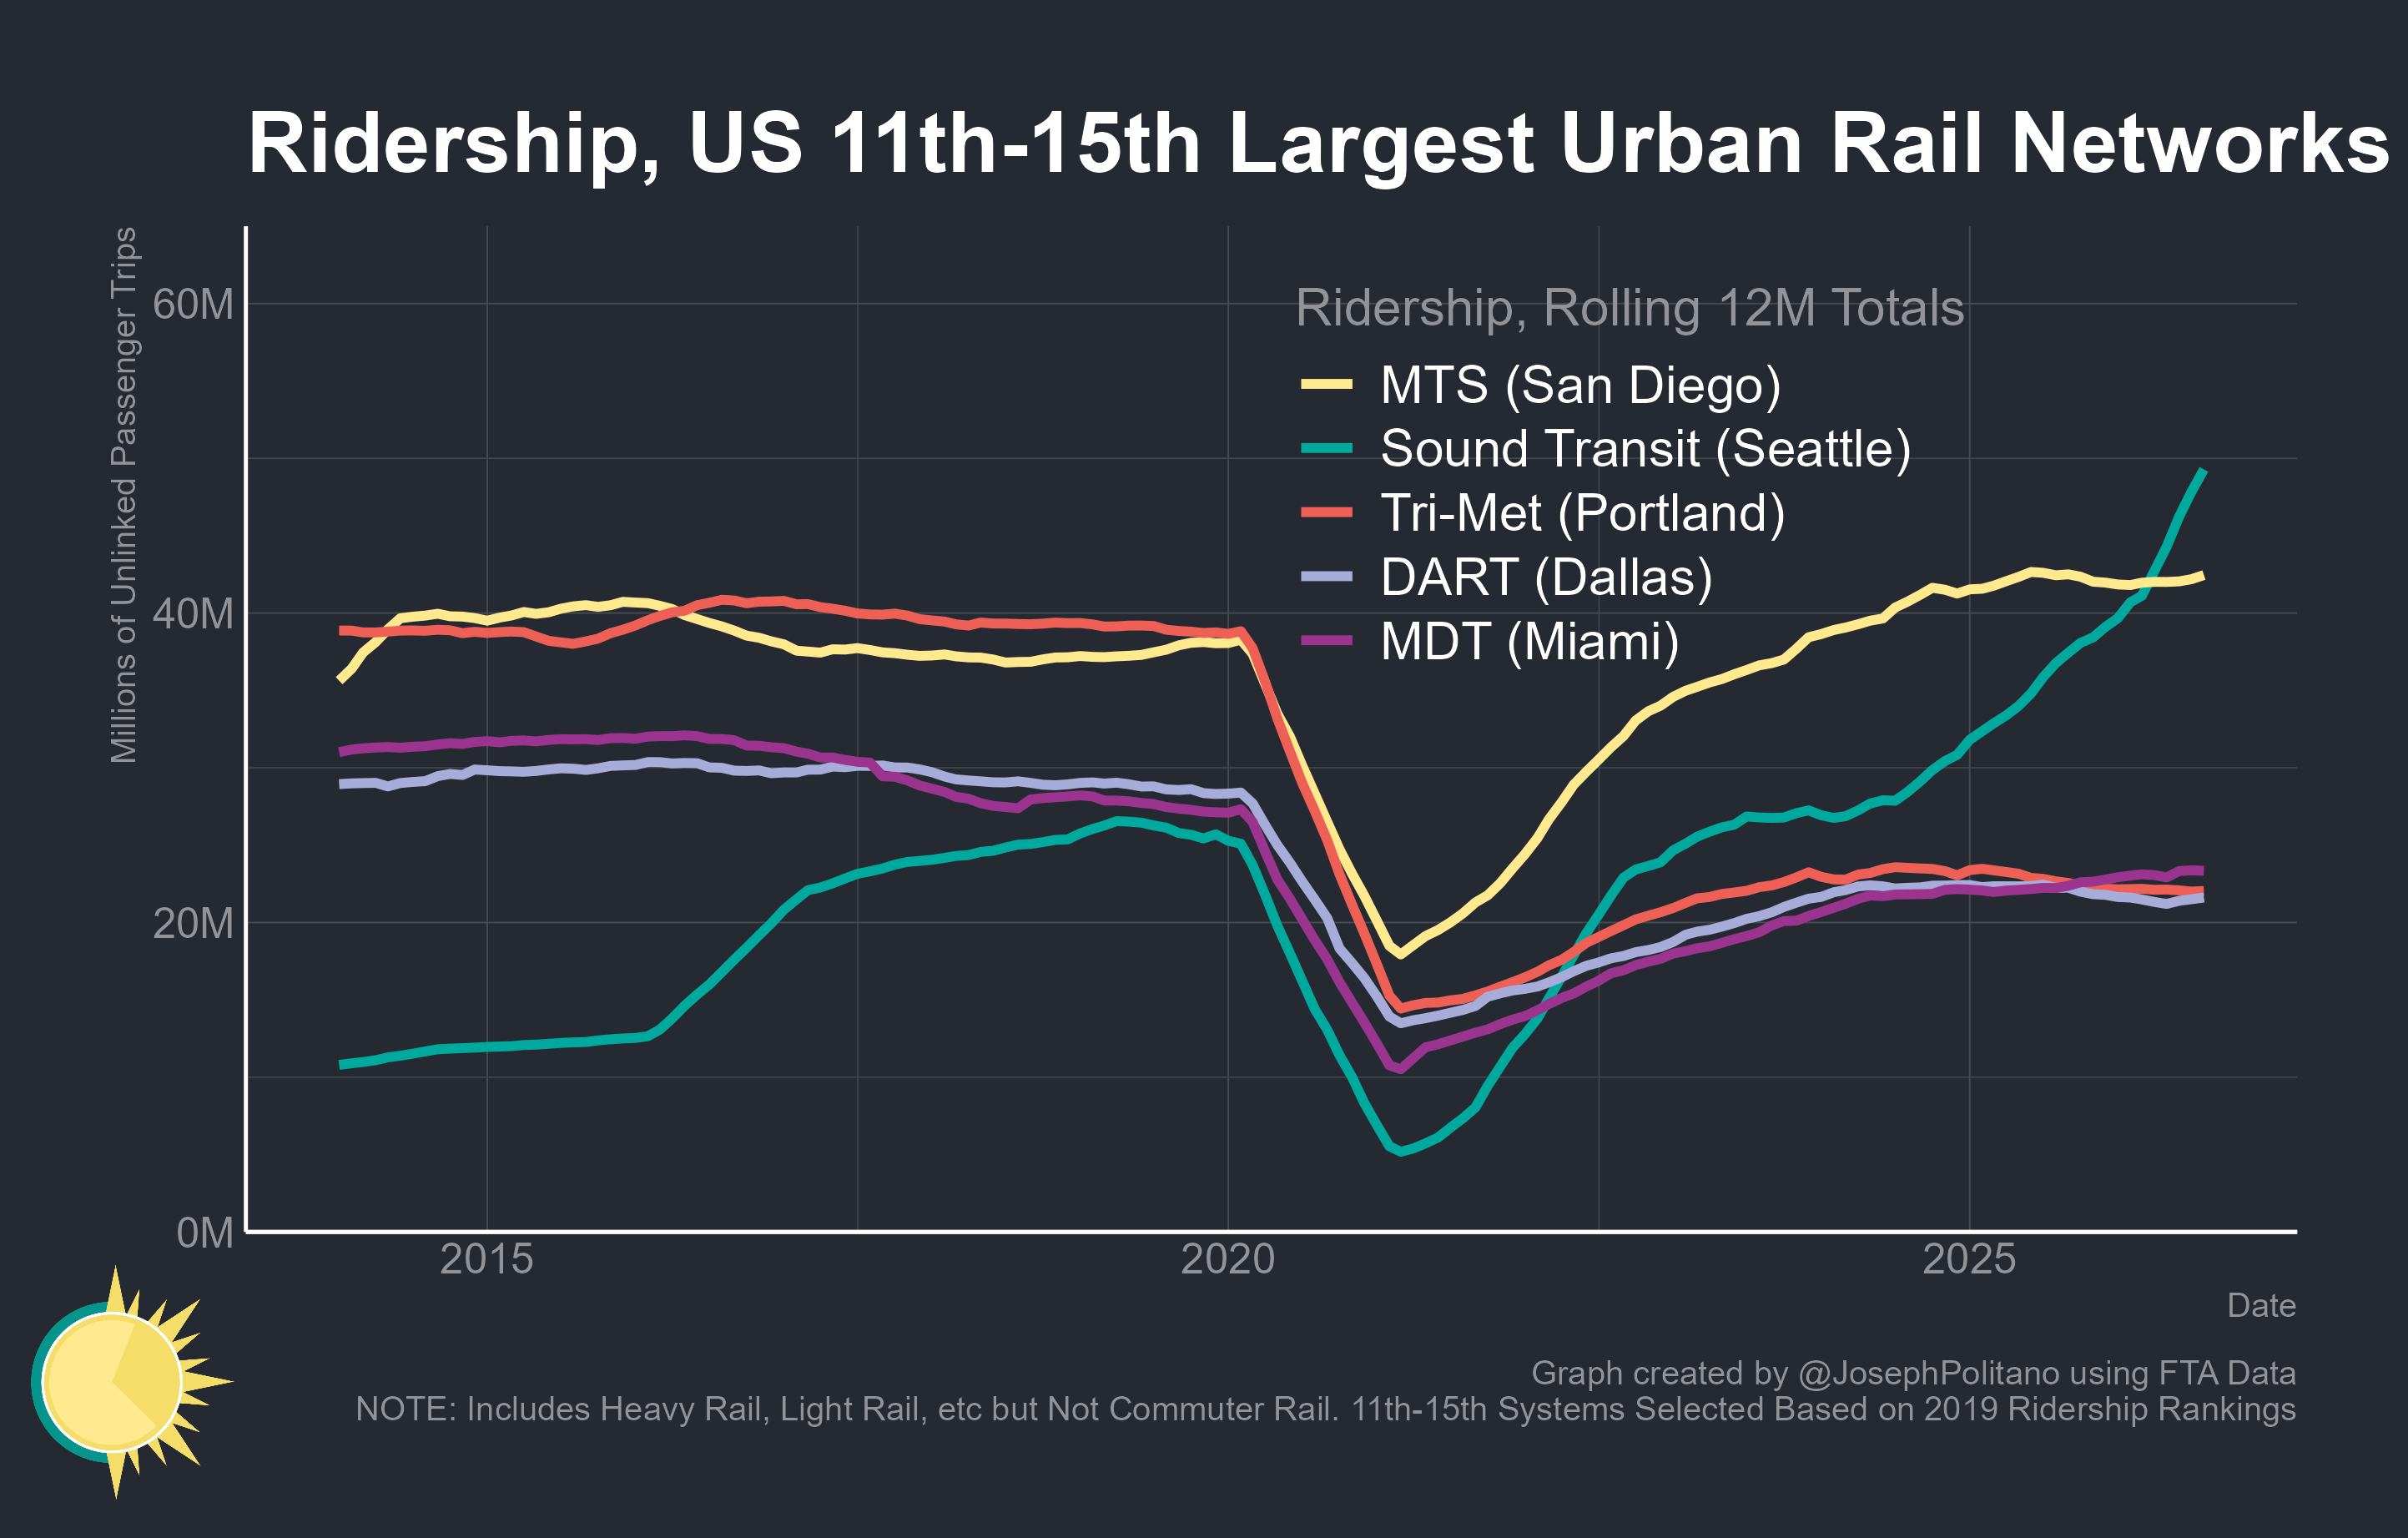 Ridership, US 11th-15th Largest Urban Rail Networks
Millions of Unlinked Passenger Trips
60M
40M
20M
0M
Ridership, Rolling 12M Totals
MTS (San Diego)
Sound Transit (Seattle)
Tri-Met (Portland)
DART (Dallas)
MDT (Miami)
2015
2020
2025
Date
Graph created by @JosephPolitano using FTA Data
NOTE: Includes Heavy Rail, Light Rail, etc but Not Commuter Rail. 11th-15th Systems Selected Based on 2019 Ridership Rankings